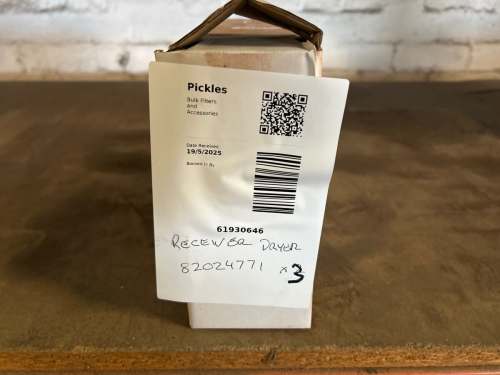 Pickles
Bulk Filters
and
Accessories
Date Received:
19/5/2025
61930646
RECEIVER DRYER
82024771 x3